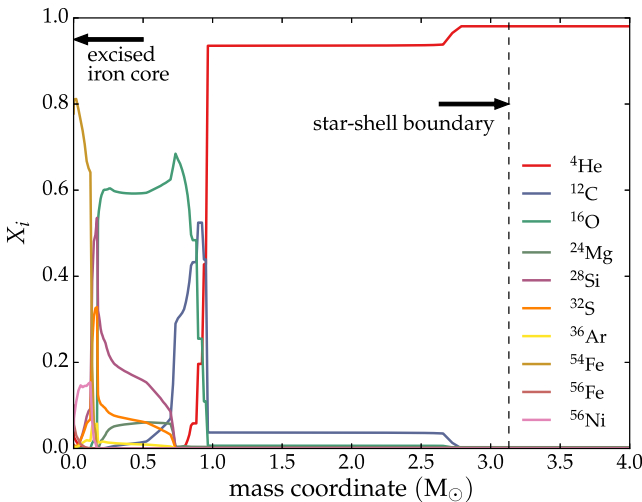 1.0
0.8
0.6
0.4
0.2
0.0
X_i
excised
iron core
star-shell boundary
⁴He
¹²C
¹⁶O
²⁴Mg
²⁸Si
³²S
³⁶Ar
⁵⁴Fe
⁵⁶Fe
⁵⁶Ni
0.0 0.5 1.0 1.5 2.0 2.5 3.0 3.5 4.0
mass coordinate (M☉)